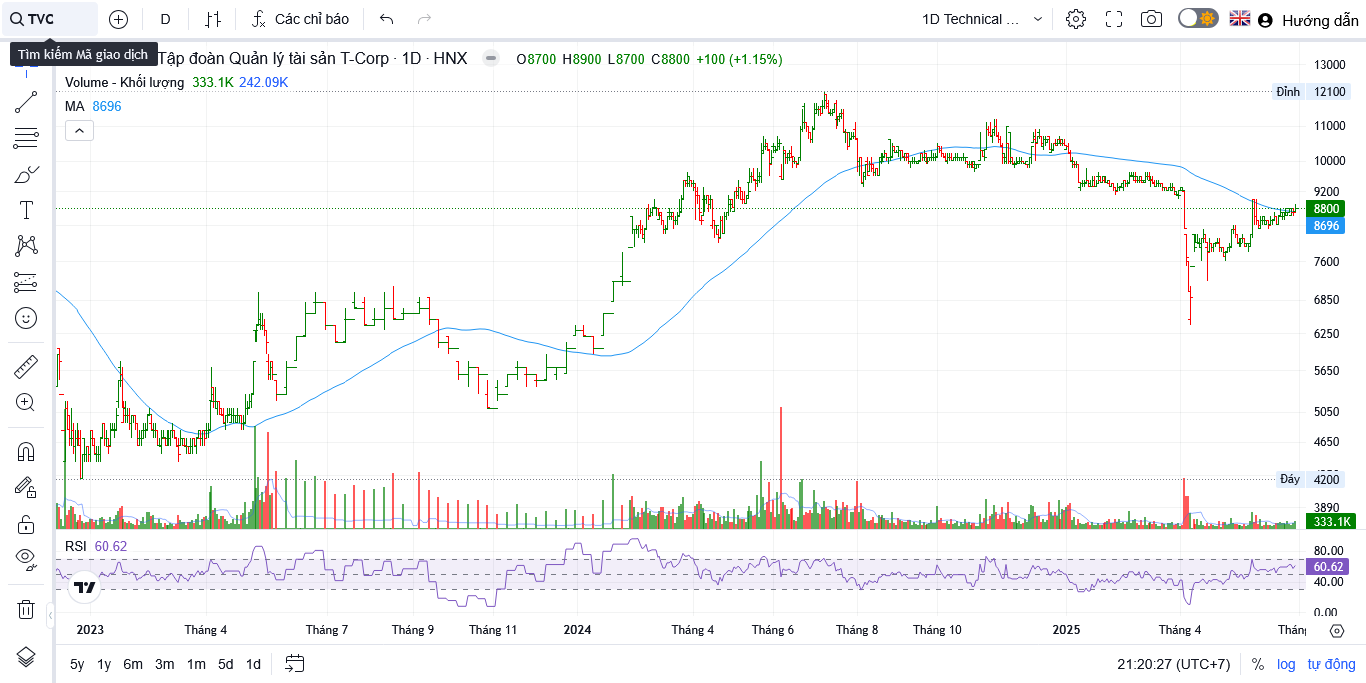 TVC D Các chỉ báo 1D Technical ... Hướng dẫn
Tìm kiếm Mã giao dịch
Tập đoàn Quản lý tài sản T-Corp · 1D · HNX O8700 H8900 L8700 C8800 +100 (+1.15%)
Volume - Khối lượng 333.1K 242.09K
MA 8696
13000
Đỉnh 12100
11000
10000
9200
8800
8696
7600
6850
6250
5650
5050
4650
Đáy 4200
3890
333.1K
RSI 60.62
80.00
60.62
40.00
0.00
2023 Tháng 4 Tháng 7 Tháng 9 Tháng 11 2024 Tháng 4 Tháng 6 Tháng 8 Tháng 10 2025 Tháng 4 Thán
5y 1y 6m 3m 1m 5d 1d 21:20:27 (UTC+7) % log tự động